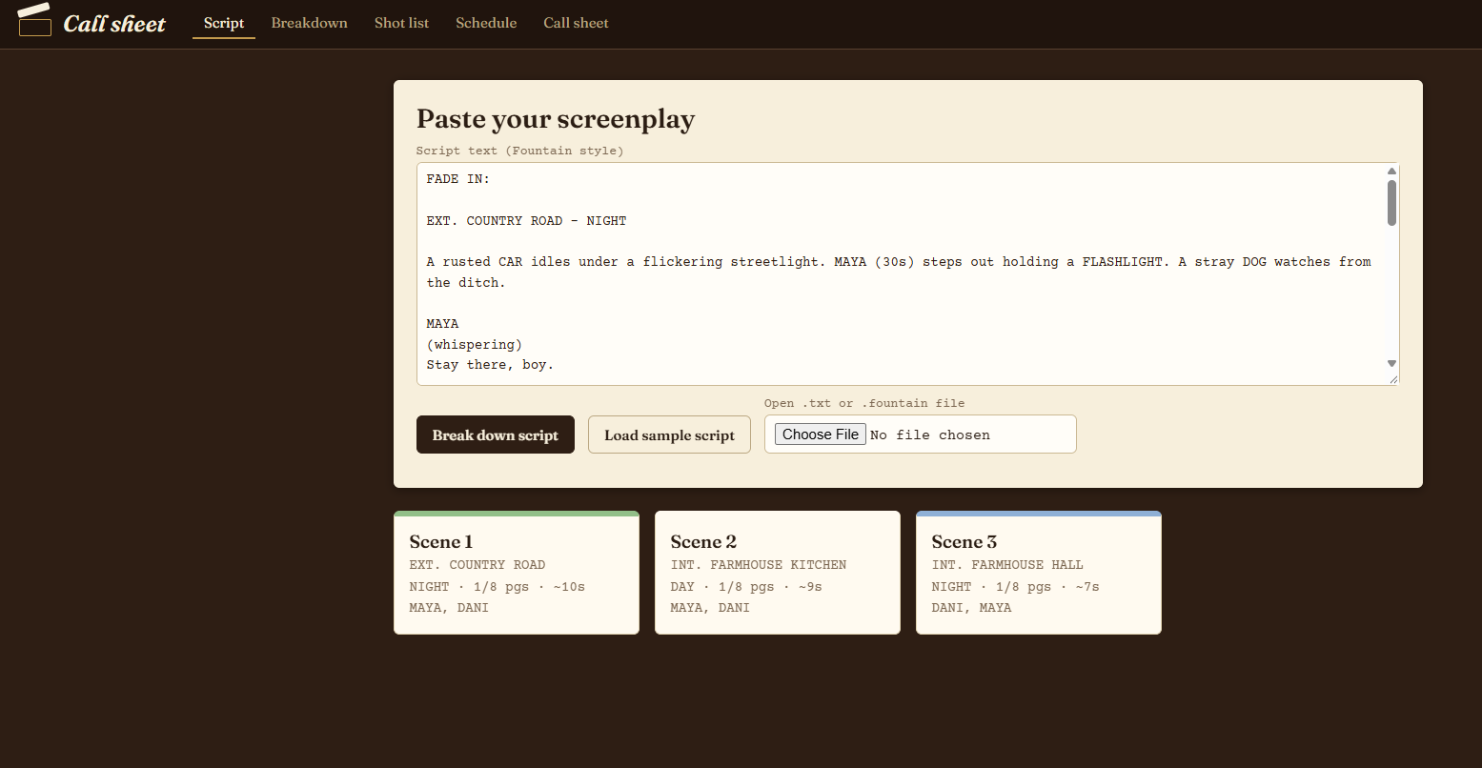 Call sheet
Script
Breakdown
Shot list
Schedule
Call sheet
Paste your screenplay
Script text (Fountain style)
FADE IN:
EXT. COUNTRY ROAD - NIGHT
A rusted CAR idles under a flickering streetlight. MAYA (30s) steps out holding a FLASHLIGHT. A stray DOG watches from
the ditch.
MAYA
(whispering)
Stay there, boy.
Open .txt or .fountain file
Break down script
Load sample script
Choose File No file chosen
Scene 1
EXT. COUNTRY ROAD
NIGHT · 1/8 pgs · ~10s
MAYA, DANI
Scene 2
INT. FARMHOUSE KITCHEN
DAY · 1/8 pgs · ~9s
MAYA, DANI
Scene 3
INT. FARMHOUSE HALL
NIGHT · 1/8 pgs · ~7s
DANI, MAYA